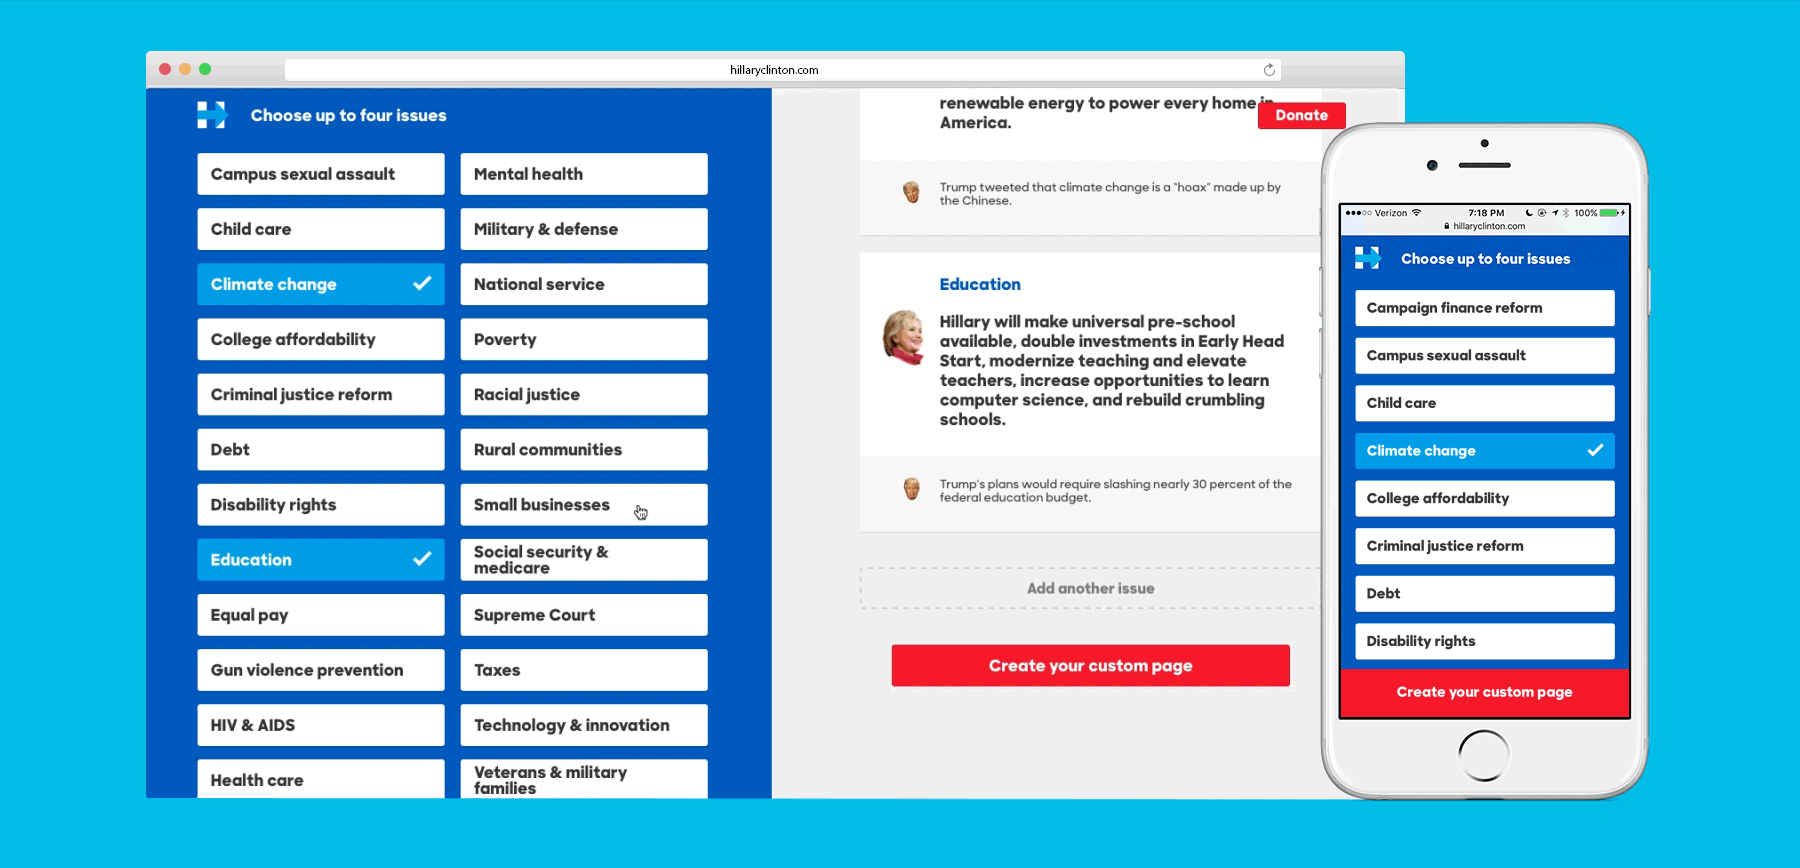 hillaryclinton.com
Choose up to four issues
Campus sexual assault
Mental health
Child care
Military & defense
Climate change
National service
College affordability
Poverty
Criminal justice reform
Racial justice
Debt
Rural communities
Disability rights
Small businesses
Education
Social security &
medicare
Equal pay
Supreme Court
Gun violence prevention
Taxes
HIV & AIDS
Technology & innovation
Health care
Veterans & military
families
renewable energy to power every home in
America.
Donate
Trump tweeted that climate change is a "hoax" made up by
the Chinese.
Education
Hillary will make universal pre-school
available, double investments in Early Head
Start, modernize teaching and elevate
teachers, increase opportunities to learn
computer science, and rebuild crumbling
schools.
Trump's plans would require slashing nearly 30 percent of the
federal education budget.
Add another issue
Create your custom page
Verizon 7:18 PM 100%
hillaryclinton.com
Choose up to four issues
Campaign finance reform
Campus sexual assault
Child care
Climate change
College affordability
Criminal justice reform
Debt
Disability rights
Create your custom page